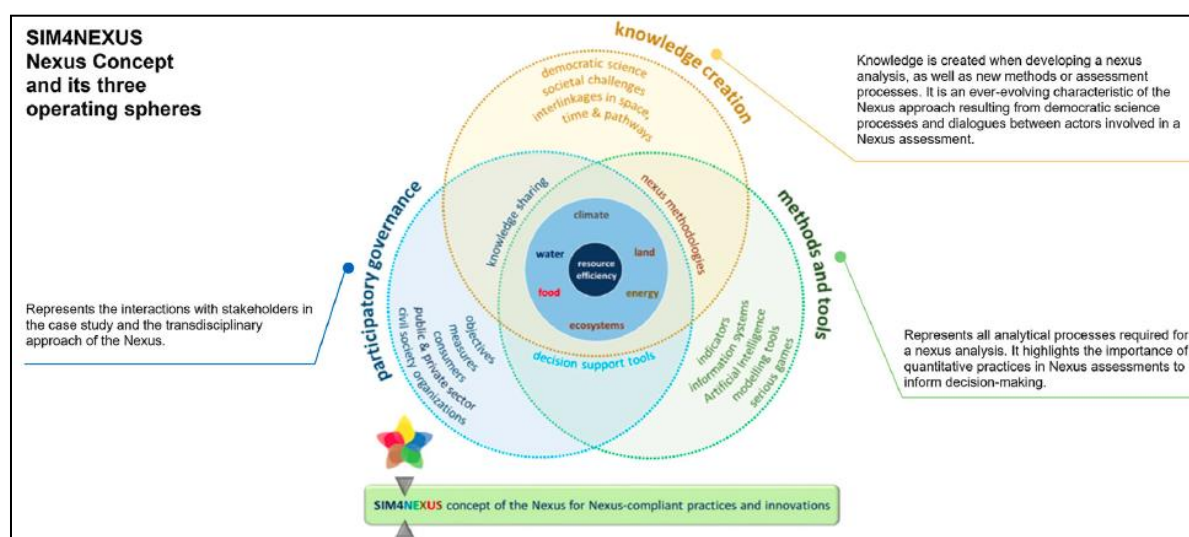 SIM4NEXUS
Nexus Concept
and its three
operating spheres
knowledge creation
democratic science
societal challenges
interlinkages in space,
time & pathways
Knowledge is created when developing a nexus
analysis, as well as new methods or assessment
processes. It is an ever-evolving characteristic of the
Nexus approach resulting from democratic science
processes and dialogues between actors involved in a
Nexus assessment.
participatory governance
knowledge sharing
nexus methodologies
methods and tools
climate
water
land
resource
efficiency
food
energy
ecosystems
decision support tools
Represents the interactions with stakeholders in
the case study and the transdisciplinary
approach of the Nexus.
objectives
measures
consumers
public & private sector
civil society organizations
indicators
information systems
Artificial intelligence
modelling tools
serious games
Represents all analytical processes required for
a nexus analysis. It highlights the importance of
quantitative practices in Nexus assessments to
inform decision-making.
SIM4NEXUS concept of the Nexus for Nexus-compliant practices and innovations